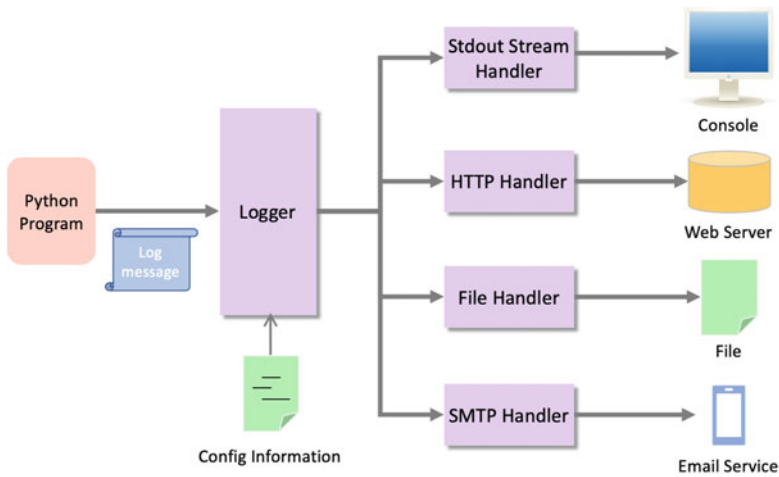 Python
Program
Log
message
Logger
Config Information
Stdout Stream
Handler
Console
HTTP Handler
Web Server
File Handler
File
SMTP Handler
Email Service